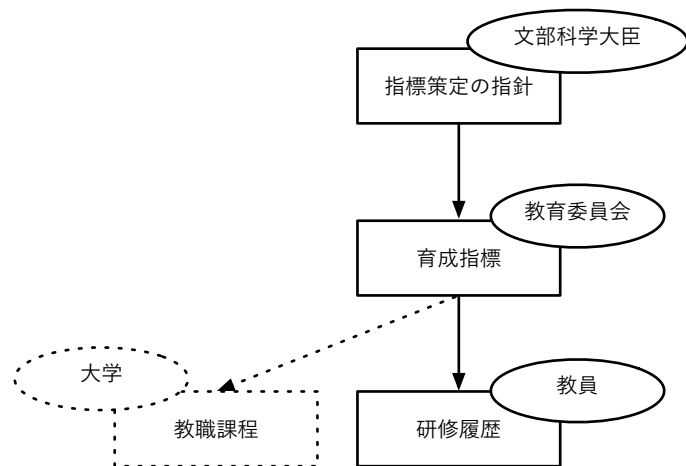 文部科学大臣
指標策定の指針
教育委員会
育成指標
大学
教職課程
教員
研修履歴